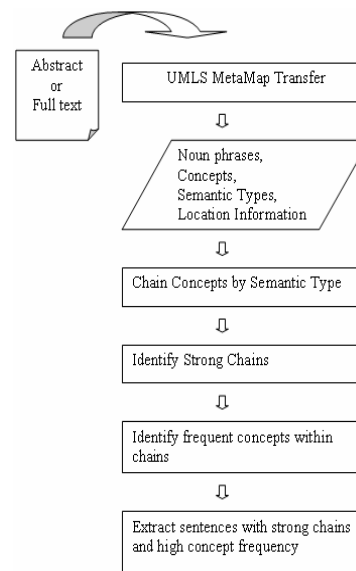 Abstract
or
Full text
UMLS MetaMap Transfer
Noun phrases,
Concepts,
Semantic Types,
Location Information
Chain Concepts by Semantic Type
Identify Strong Chains
Identify frequent concepts within
chains
Extract sentences with strong chains
and high concept frequency